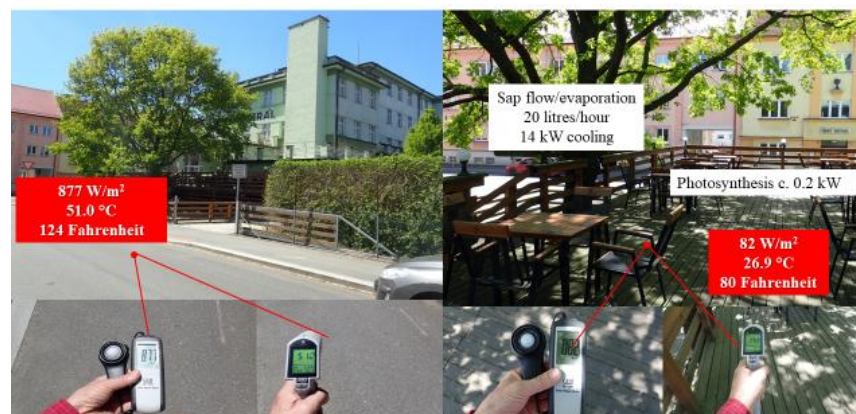 877 W/m²
51.0 °C
124 Fahrenheit
Sap flow/evaporation
20 litres/hour
14 kW cooling
Photosynthesis c. 0.2 kW
82 W/m²
26.9 °C
80 Fahrenheit
877